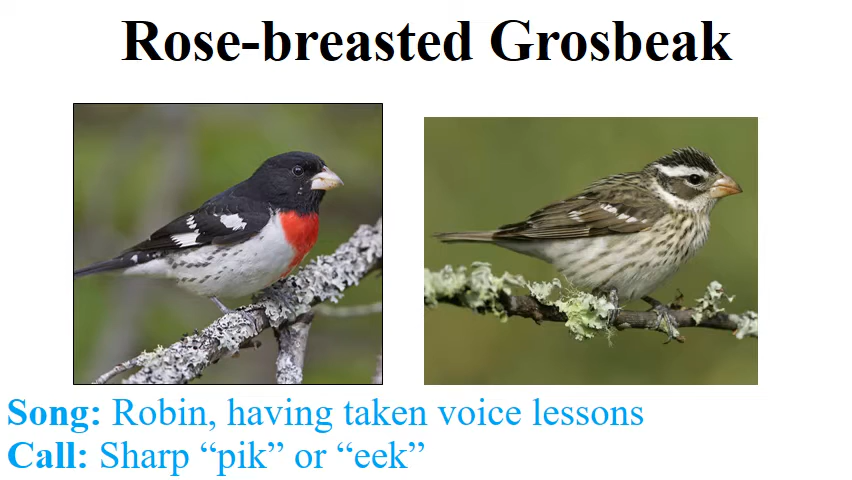 Rose-breasted Grosbeak
Song: Robin, having taken voice lessons
Call: Sharp “pik” or “eek”